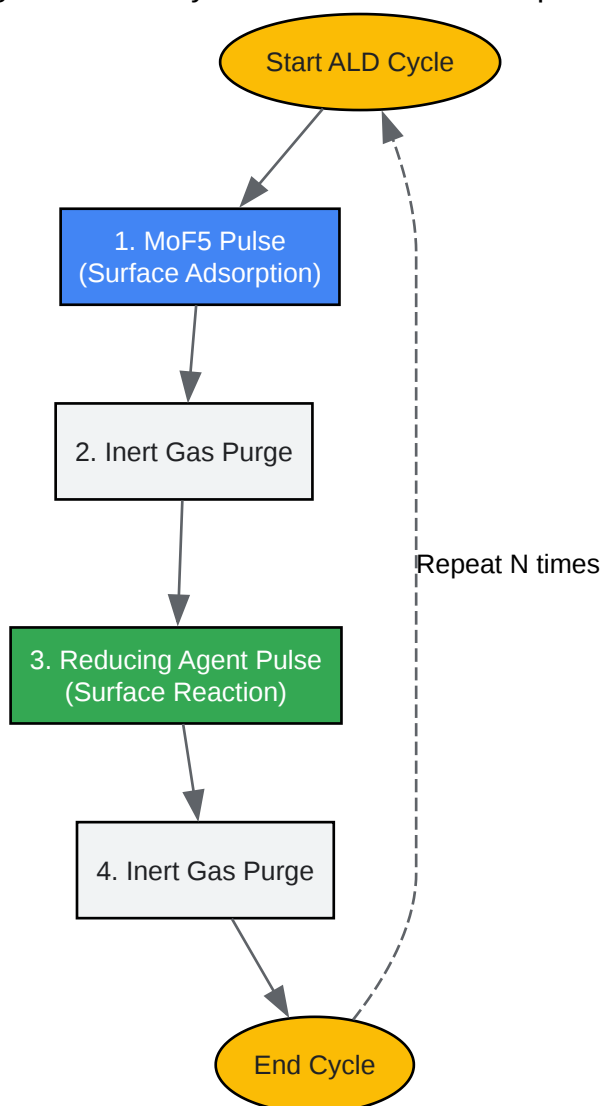 Start ALD Cycle
1. MoF5 Pulse
(Surface Adsorption)
2. Inert Gas Purge
Repeat N times
3. Reducing Agent Pulse
(Surface Reaction)
4. Inert Gas Purge
End Cycle